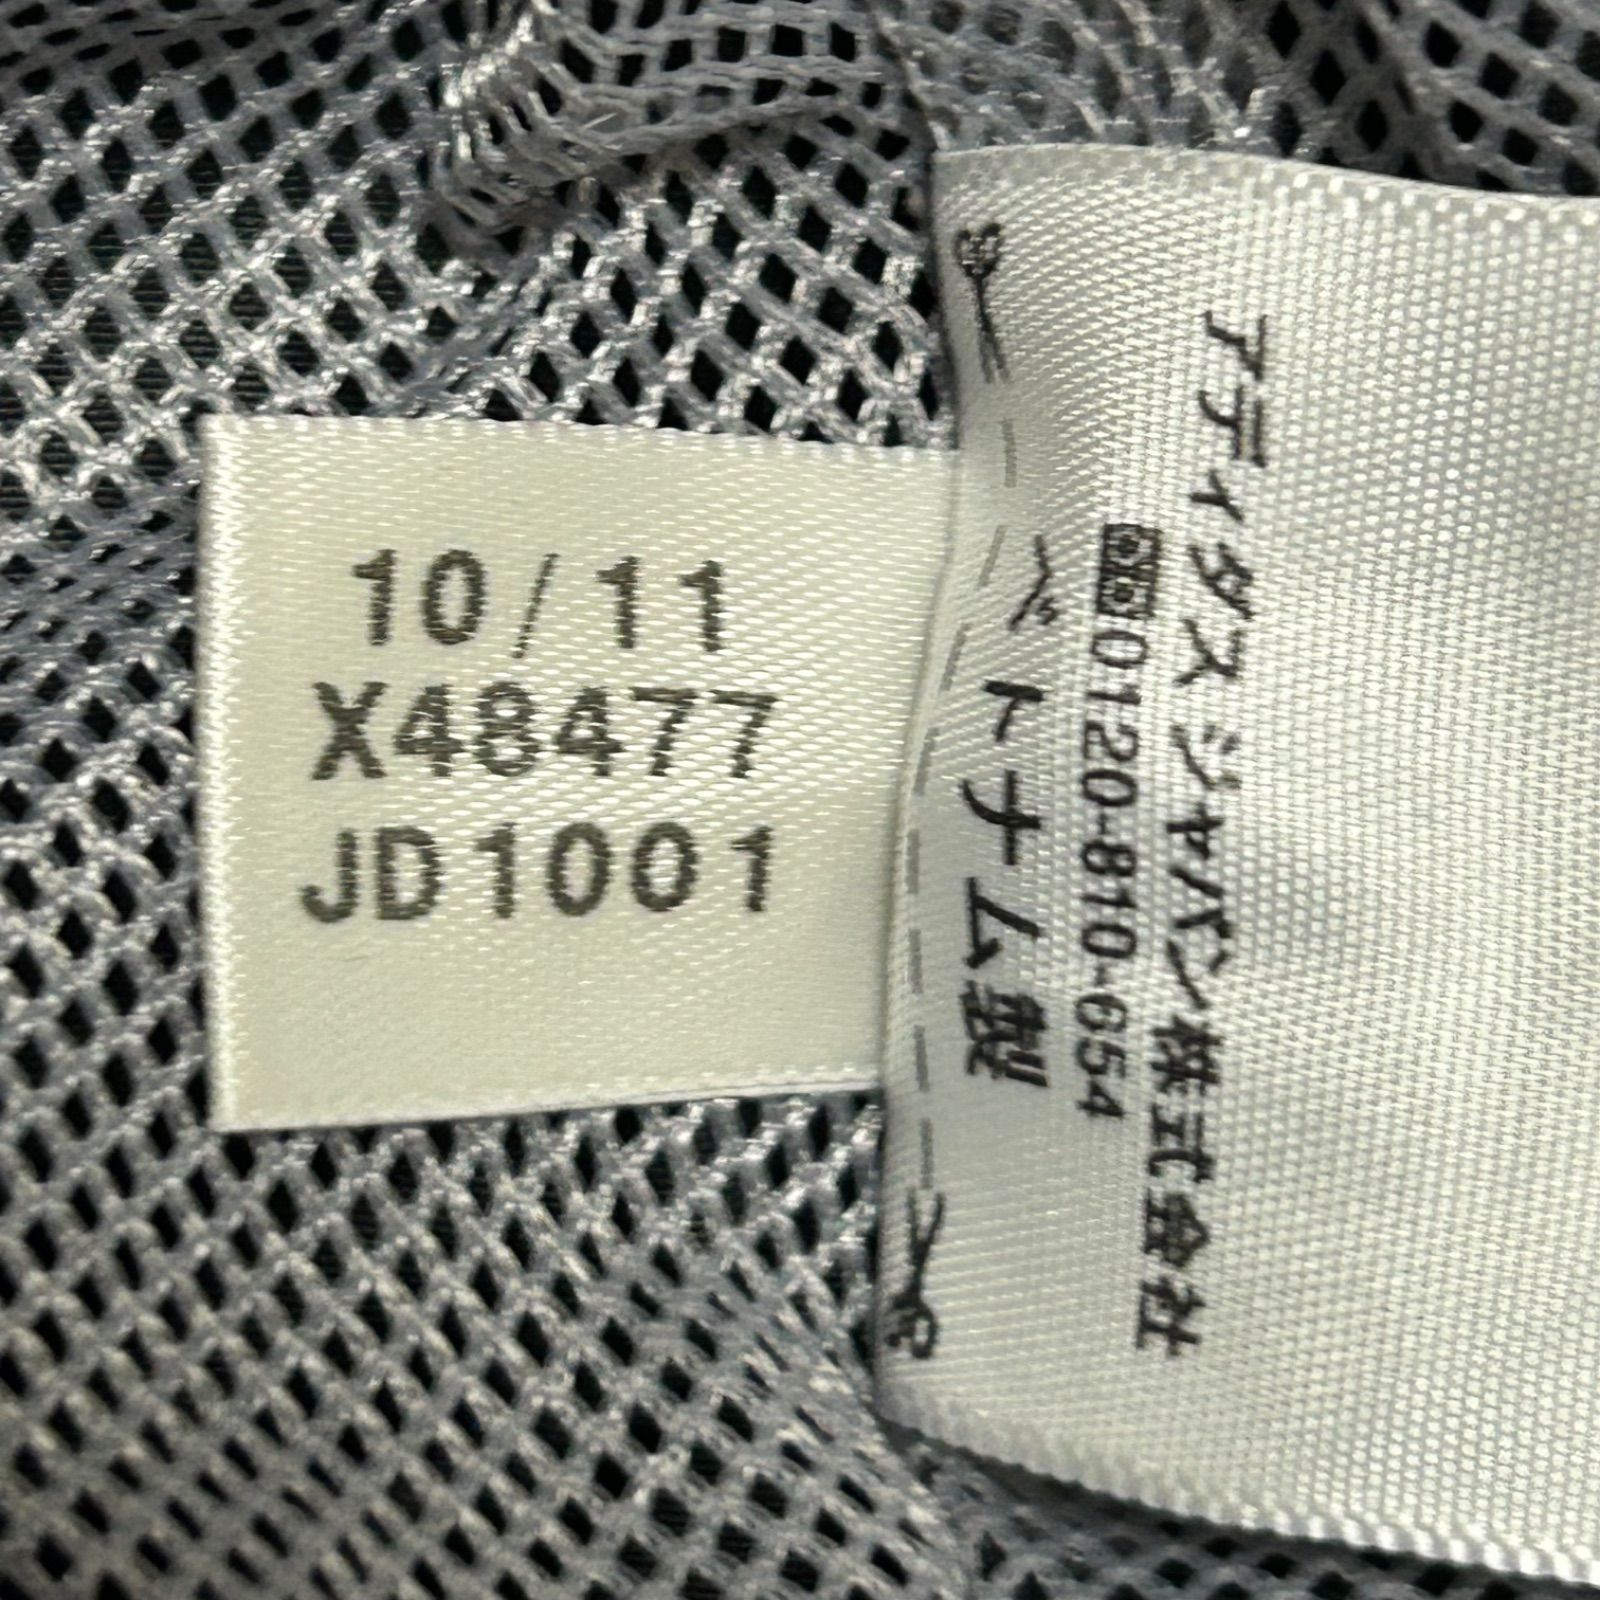 10/11
X48477
JD1001
アディダス ジャパン株式会社
0120-810-654
ベトナム製